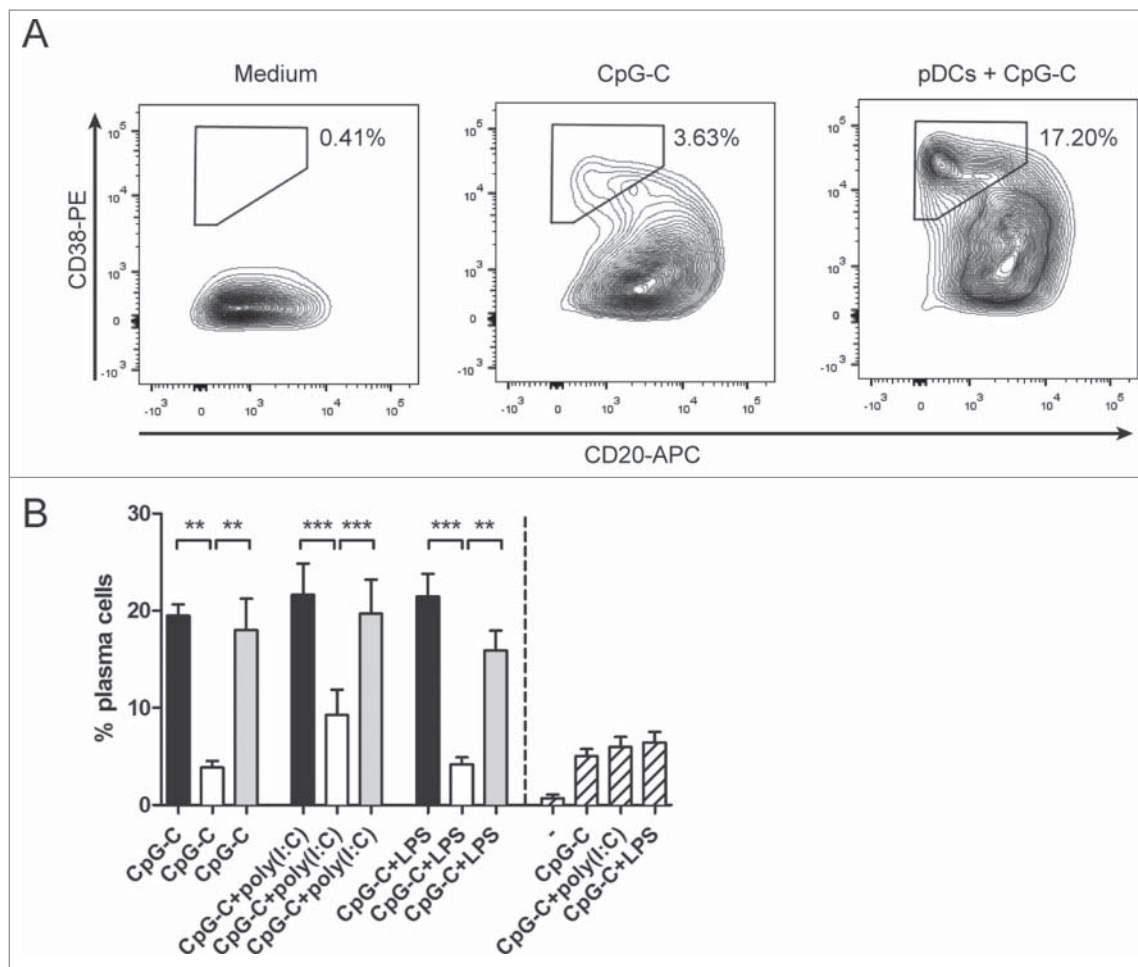 A
Medium
CpG-C
pDCs + CpG-C
CD38-PE
10⁵
10⁴
10³
0
-10³
0.41%
-10³
0
10³
10⁴
10⁵
10⁵
10⁴
10³
0
-10³
3.63%
-10³
0
10³
10⁴
10⁵
10⁵
10⁴
10³
0
-10³
17.20%
-10³
0
10³
10⁴
10⁵
CD20-APC
B
% plasma cells
30
20
10
0
** **
*** ***
*** **
CpG-C
CpG-C
CpG-C
CpG-C+poly(I:C)
CpG-C+poly(I:C)
CpG-C+poly(I:C)
CpG-C+LPS
CpG-C+LPS
CpG-C+LPS
-
CpG-C
CpG-C+poly(I:C)
CpG-C+LPS